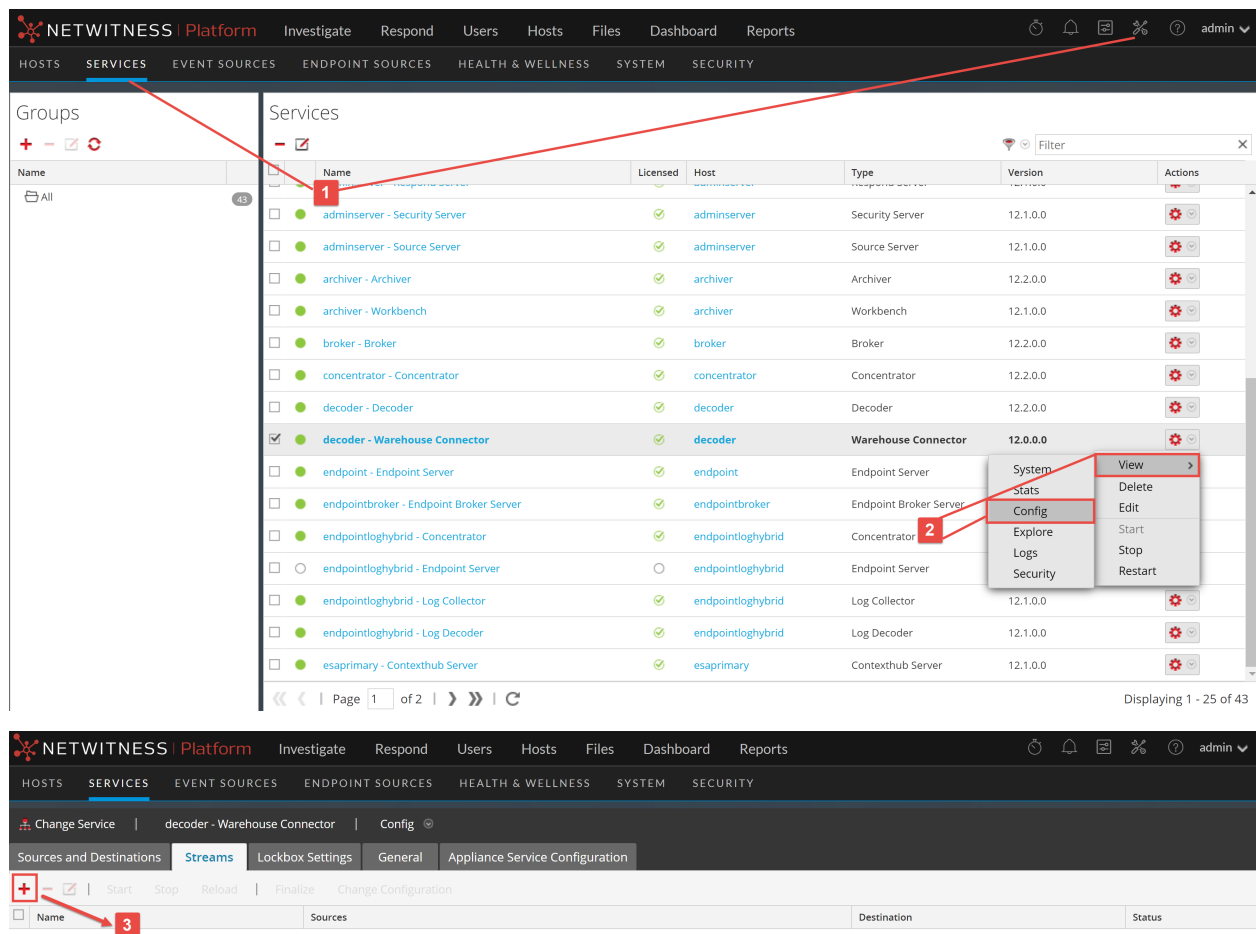 NETWITNESS | Platform Investigate Respond Users Hosts Files Dashboard Reports admin
HOSTS SERVICES EVENT SOURCES ENDPOINT SOURCES HEALTH & WELLNESS SYSTEM SECURITY
Groups
Name
All 43
Services
Filter
Name Licensed Host Type Version Actions
1
adminserver - Security Server adminserver Security Server 12.1.0.0
adminserver - Source Server adminserver Source Server 12.1.0.0
archiver - Archiver archiver Archiver 12.2.0.0
archiver - Workbench archiver Workbench 12.1.0.0
broker - Broker broker Broker 12.2.0.0
concentrator - Concentrator concentrator Concentrator 12.2.0.0
decoder - Decoder decoder Decoder 12.2.0.0
decoder - Warehouse Connector decoder Warehouse Connector 12.0.0.0
endpoint - Endpoint Server endpoint Endpoint Server
endpointbroker - Endpoint Broker Server endpointbroker Endpoint Broker Server
endpointloghybrid - Concentrator endpointloghybrid Concentrator
endpointloghybrid - Endpoint Server endpointloghybrid Endpoint Server
endpointloghybrid - Log Collector endpointloghybrid Log Collector 12.1.0.0
endpointloghybrid - Log Decoder endpointloghybrid Log Decoder 12.1.0.0
esaprimary - Contexthub Server esaprimary Contexthub Server 12.1.0.0
View
Delete
Edit
Start
Stop
Restart
System
Stats
Config
Explore
Logs
Security
2
Page 1 of 2
Displaying 1 - 25 of 43
NETWITNESS | Platform Investigate Respond Users Hosts Files Dashboard Reports admin
HOSTS SERVICES EVENT SOURCES ENDPOINT SOURCES HEALTH & WELLNESS SYSTEM SECURITY
Change Service | decoder - Warehouse Connector | Config
Sources and Destinations Streams Lockbox Settings General Appliance Service Configuration
Start Stop Reload | Finalize Change Configuration
Name Sources Destination Status
3